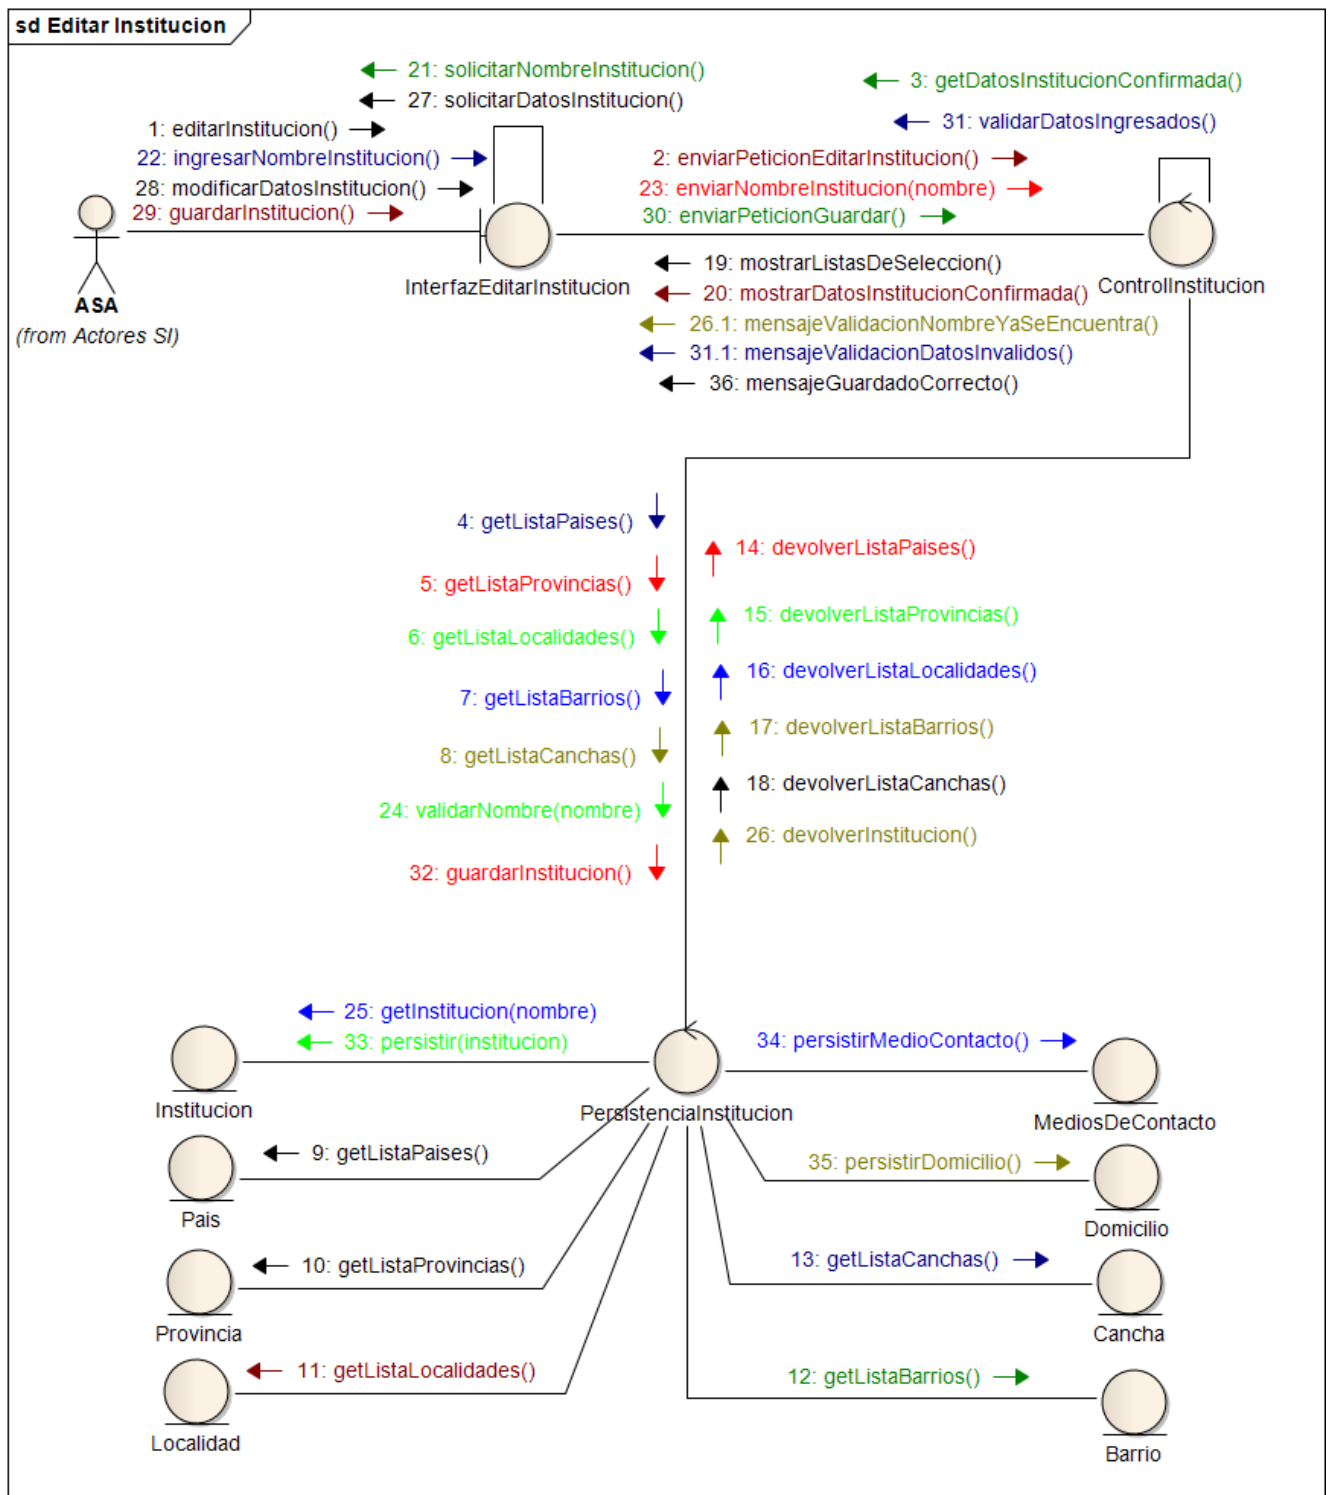 sd Editar Institucion
21: solicitarNombreInstitucion()
27: solicitarDatosInstitucion()
3: getDatosInstitucionConfirmada()
31: validarDatosIngresados()
1: editarInstitucion()
22: ingresarNombreInstitucion()
28: modificarDatosInstitucion()
29: guardarInstitucion()
2: enviarPeticionEditarInstitucion()
23: enviarNombreInstitucion(nombre)
30: enviarPeticionGuardar()
ASA
(from Actores SI)
InterfazEditarInstitucion
ControlInstitucion
19: mostrarListasDeSeleccion()
20: mostrarDatosInstitucionConfirmada()
26.1: mensajeValidacionNombreYaSeEncuentra()
31.1: mensajeValidacionDatosInvalidos()
36: mensajeGuardadoCorrecto()
4: getListaPaises()
5: getListaProvincias()
6: getListaLocalidades()
7: getListaBarrios()
8: getListaCanchas()
24: validarNombre(nombre)
32: guardarInstitucion()
14: devolverListaPaises()
15: devolverListaProvincias()
16: devolverListaLocalidades()
17: devolverListaBarrios()
18: devolverListaCanchas()
26: devolverInstitucion()
25: getInstitucion(nombre)
33: persistir(institucion)
34: persistirMedioContacto()
Institucion
PersistenciaInstitucion
MediosDeContacto
9: getListaPaises()
35: persistirDomicilio()
Pais
Domicilio
10: getListaProvincias()
13: getListaCanchas()
Provincia
Cancha
11: getListaLocalidades()
12: getListaBarrios()
Localidad
Barrio